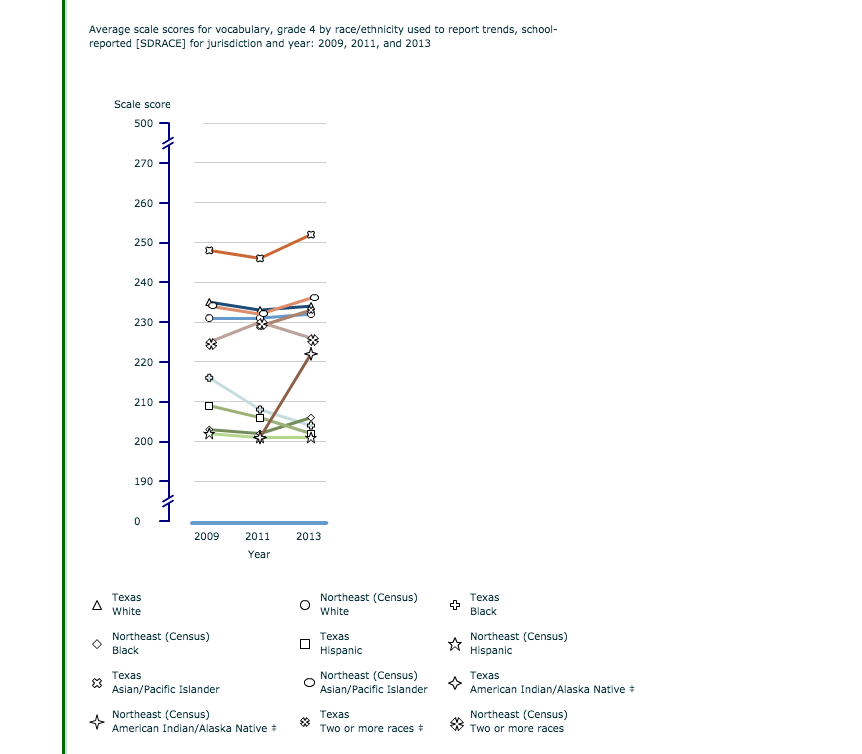 Average scale scores for vocabulary, grade 4 by race/ethnicity used to report trends, school-
reported [SDRACE] for jurisdiction and year: 2009, 2011, and 2013
Scale score
500
270
260
250
240
230
220
210
200
190
0
2009 2011 2013
Year
Texas
White
Northeast (Census)
White
Texas
Black
Northeast (Census)
Black
Texas
Hispanic
Northeast (Census)
Hispanic
Texas
Asian/Pacific Islander
Northeast (Census)
Asian/Pacific Islander
Texas
American Indian/Alaska Native ‡
Northeast (Census)
American Indian/Alaska Native ‡
Texas
Two or more races ‡
Northeast (Census)
Two or more races